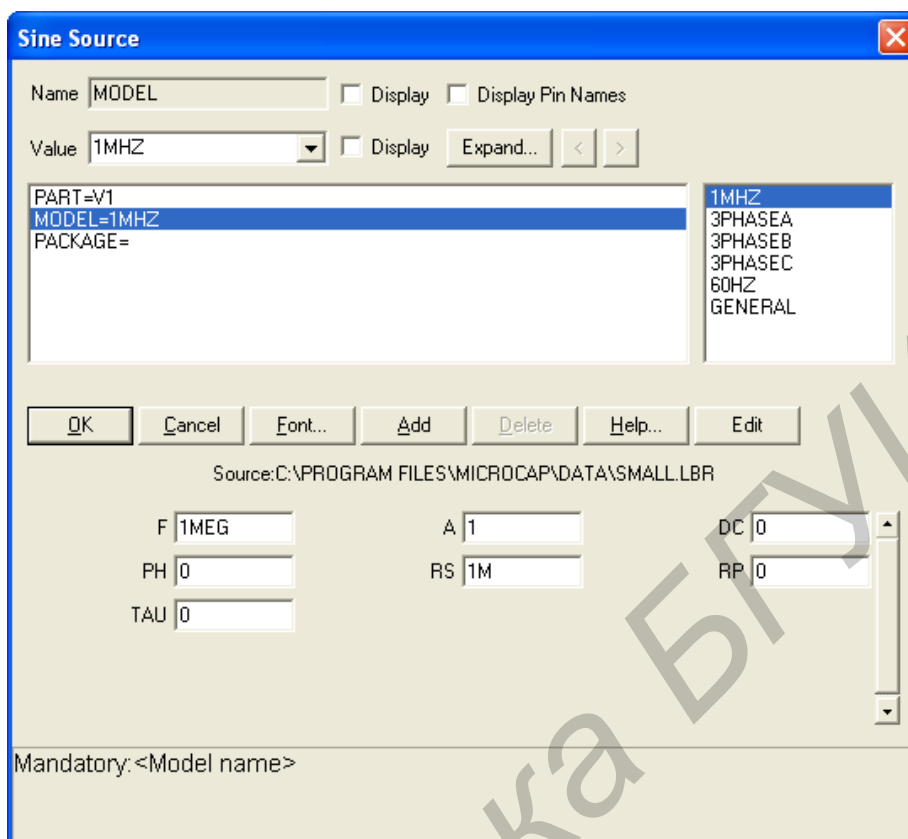 Sine Source
Name MODEL Display Display Pin Names
Value 1MHZ Display Expand... < >
PART=V1
MODEL=1MHZ
PACKAGE=
1MHZ
3PHASEA
3PHASEB
3PHASEC
60HZ
GENERAL
OK Cancel Font... Add Delete Help... Edit
Source:C:\PROGRAM FILES\MICROCAP\DATA\SMALL.LBR
F 1MEG A 1 DC 0
PH 0 RS 1M RP 0
TAU 0
Mandatory:<Model name>